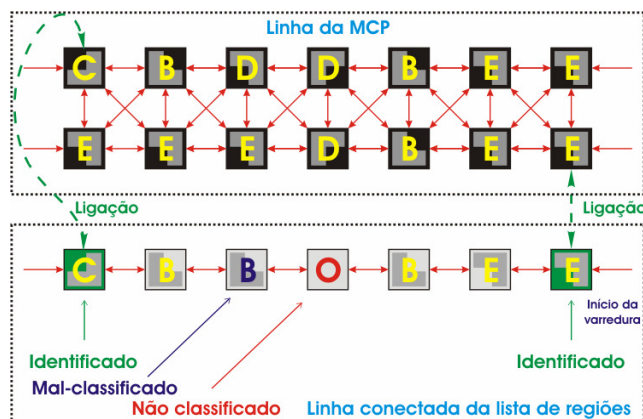 Linha da MCP
C B D D B E E
E E E D B E E
Ligação
Ligação
C B B O B E E
Início da
varredura
Identificado
Identificado
Mal-classificado
Não classificado
Linha conectada da lista de regiões